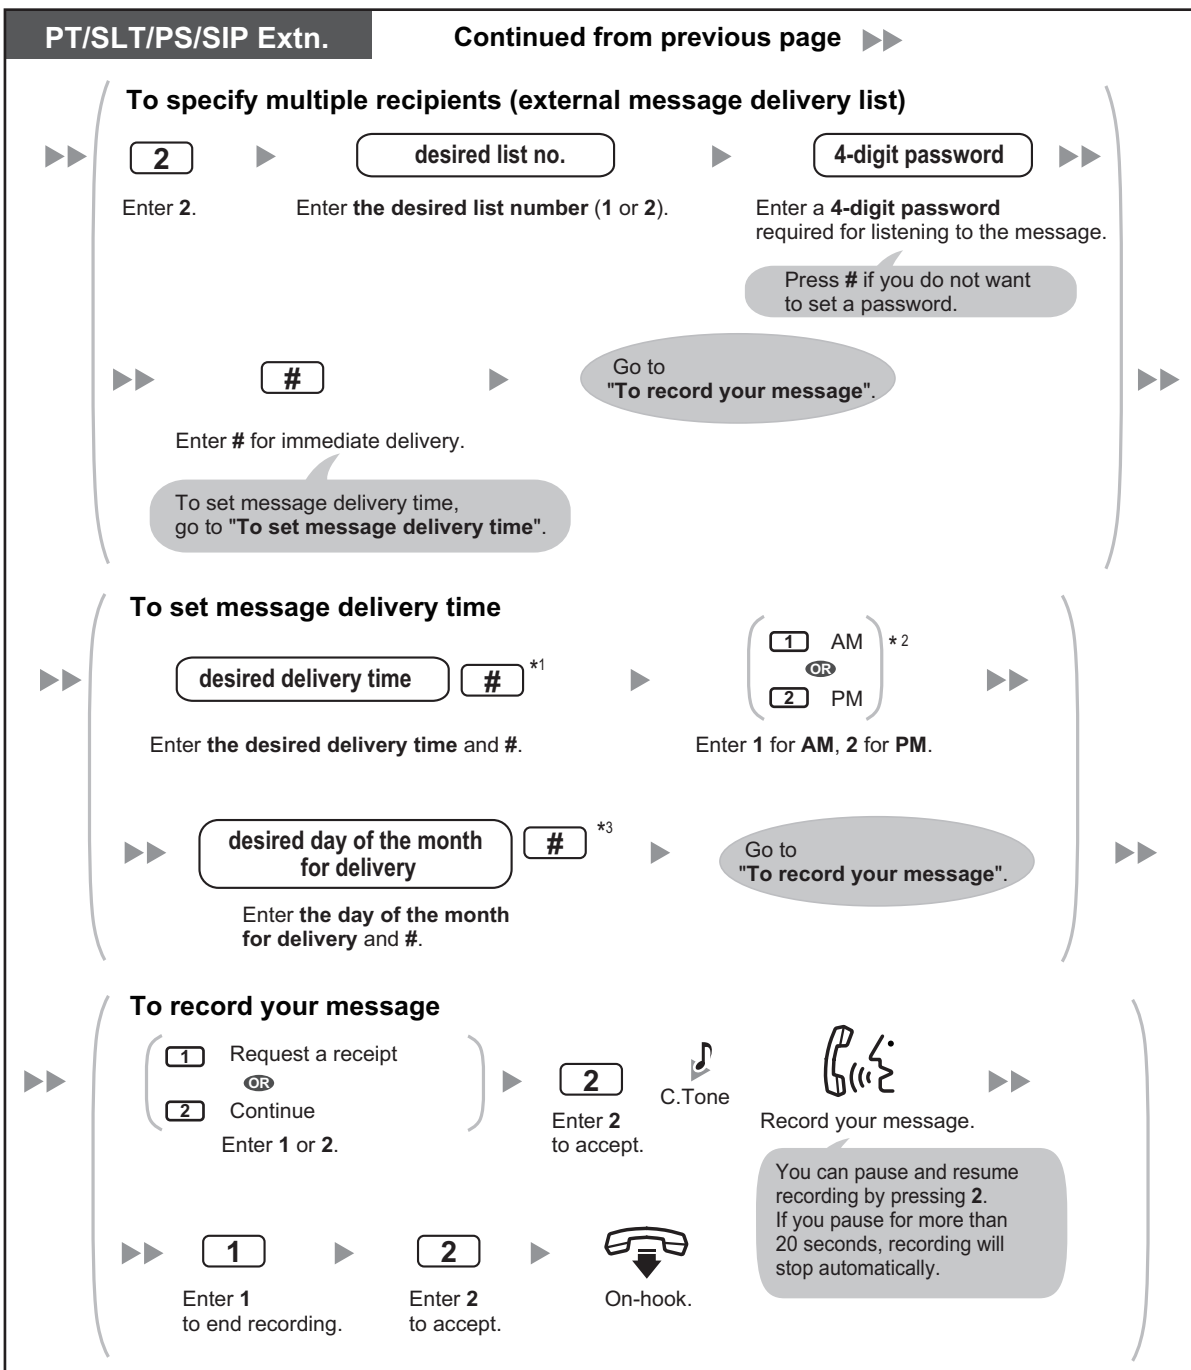 PT/SLT/PS/SIP Extn.
Continued from previous page
To specify multiple recipients (external message delivery list)
2
desired list no.
4-digit password
Enter 2.
Enter the desired list number (1 or 2).
Enter a 4-digit password
required for listening to the message.
Press # if you do not want
to set a password.
#
Go to
"To record your message".
Enter # for immediate delivery.
To set message delivery time,
go to "To set message delivery time".
To set message delivery time
desired delivery time # *1
1 AM
OR
2 PM
*2
Enter the desired delivery time and #.
Enter 1 for AM, 2 for PM.
desired day of the month
for delivery
# *3
Go to
"To record your message".
Enter the day of the month
for delivery and #.
To record your message
1 Request a receipt
OR
2 Continue
Enter 1 or 2.
2
C.Tone
Enter 2
to accept.
Record your message.
You can pause and resume
recording by pressing 2.
If you pause for more than
20 seconds, recording will
stop automatically.
1
2
Enter 1
to end recording.
Enter 2
to accept.
On-hook.